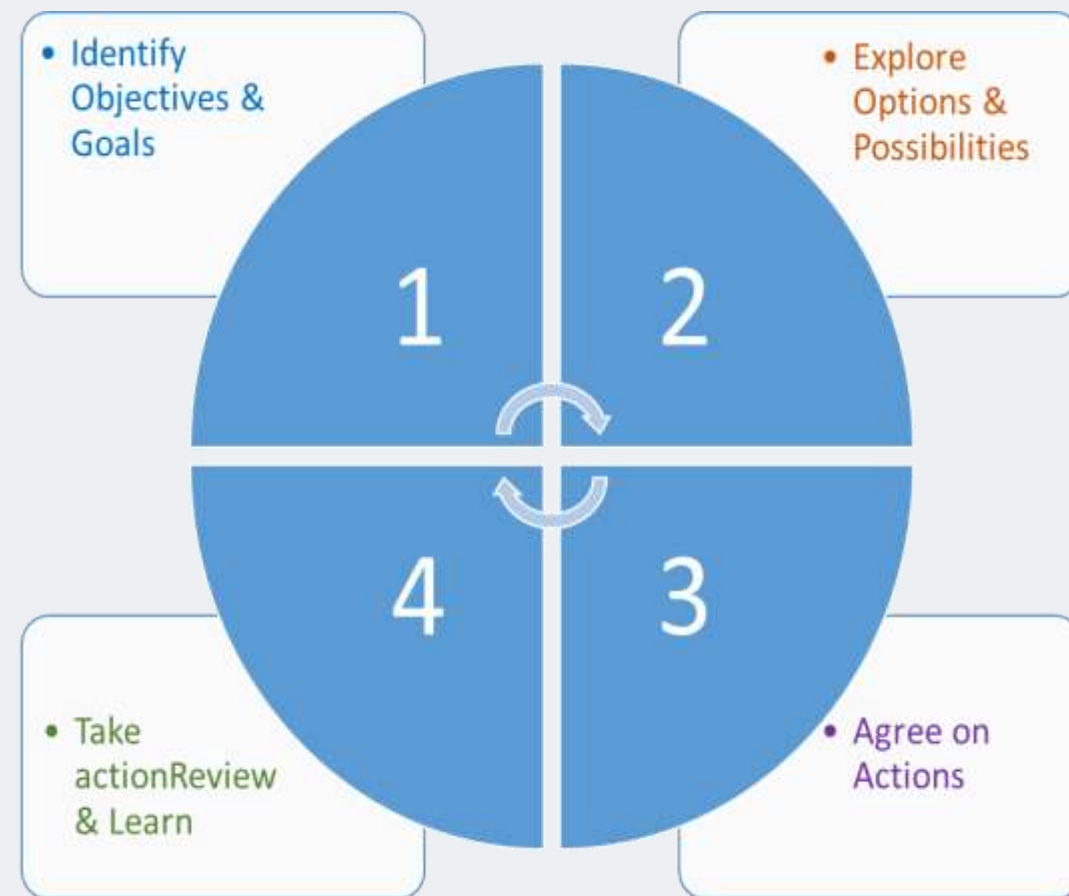 • Identify
Objectives &
Goals
• Explore
Options &
Possibilities
1
2
4
3
• Take
actionReview
& Learn
• Agree on
Actions